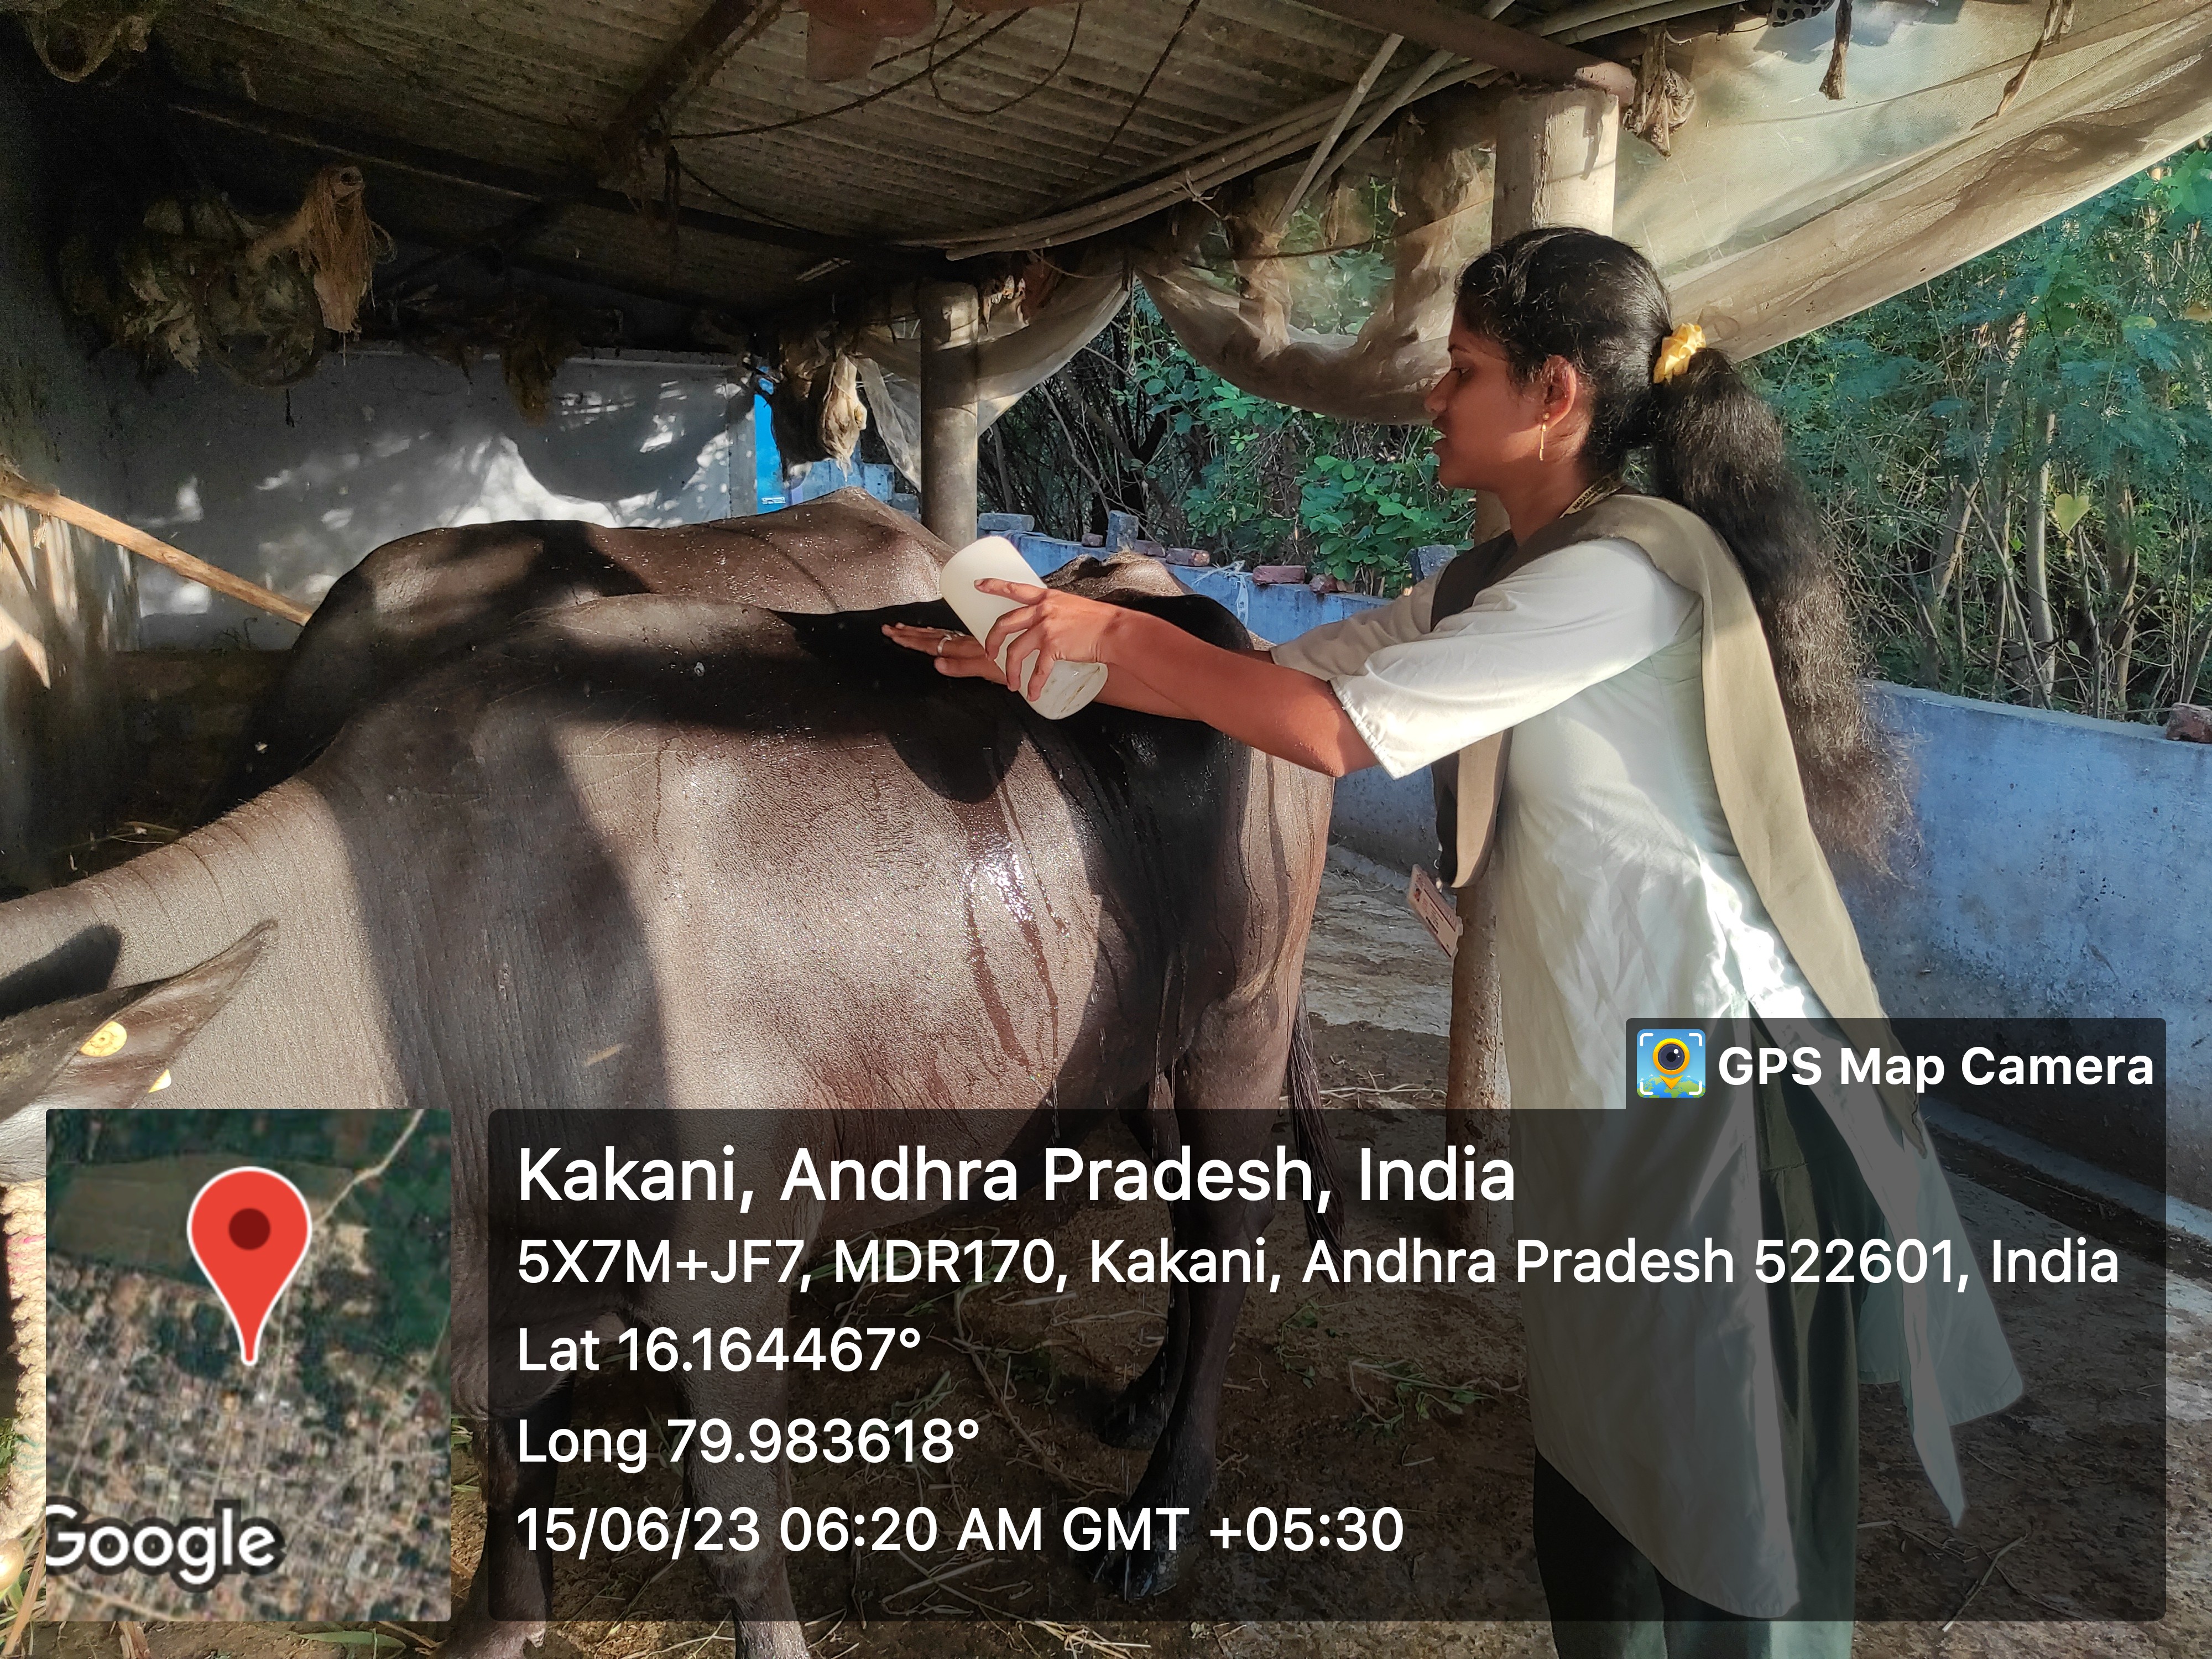 GPS Map Camera
Kakani, Andhra Pradesh, India
5X7M+JF7, MDR170, Kakani, Andhra Pradesh 522601, India
Lat 16.164467°
Long 79.983618°
15/06/23 06:20 AM GMT +05:30
Google